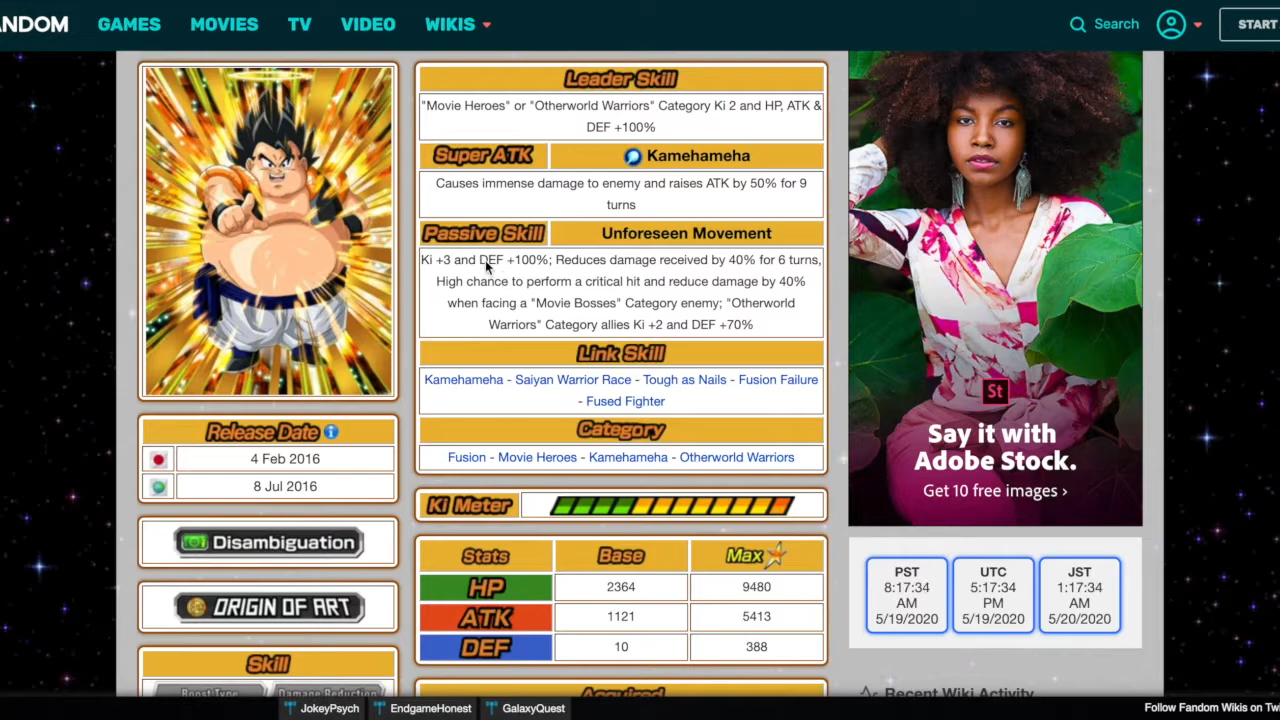 ANDOM
GAMES
MOVIES
TV
VIDEO
WIKIS
Search
START
Leader Skill
"Movie Heroes" or "Otherworld Warriors" Category Ki 2 and HP, ATK &
DEF +100%
Super ATK
Kamehameha
Causes immense damage to enemy and raises ATK by 50% for 9
turns
Passive Skill
Unforeseen Movement
Ki +3 and DEF +100%; Reduces damage received by 40% for 6 turns,
High chance to perform a critical hit and reduce damage by 40%
when facing a "Movie Bosses" Category enemy; "Otherworld
Warriors" Category allies Ki +2 and DEF +70%
Link Skill
Kamehameha - Saiyan Warrior Race - Tough as Nails - Fusion Failure
- Fused Fighter
Category
Fusion - Movie Heroes - Kamehameha - Otherworld Warriors
Ki Meter
Stats Base Max
HP 2364 9480
ATK 1121 5413
DEF 10 388
Acquired
Release Date
4 Feb 2016
8 Jul 2016
Disambiguation
ORIGIN OF ART
Skill
Boost Type Damage Reduction
St
Say it with
Adobe Stock.
Get 10 free images ›
PST
8:17:34
AM
5/19/2020
UTC
5:17:34
PM
5/19/2020
JST
1:17:34
AM
5/20/2020
Recent Wiki Activity
JokeyPsych
EndgameHonest
GalaxyQuest
Follow Fandom Wikis on Tw